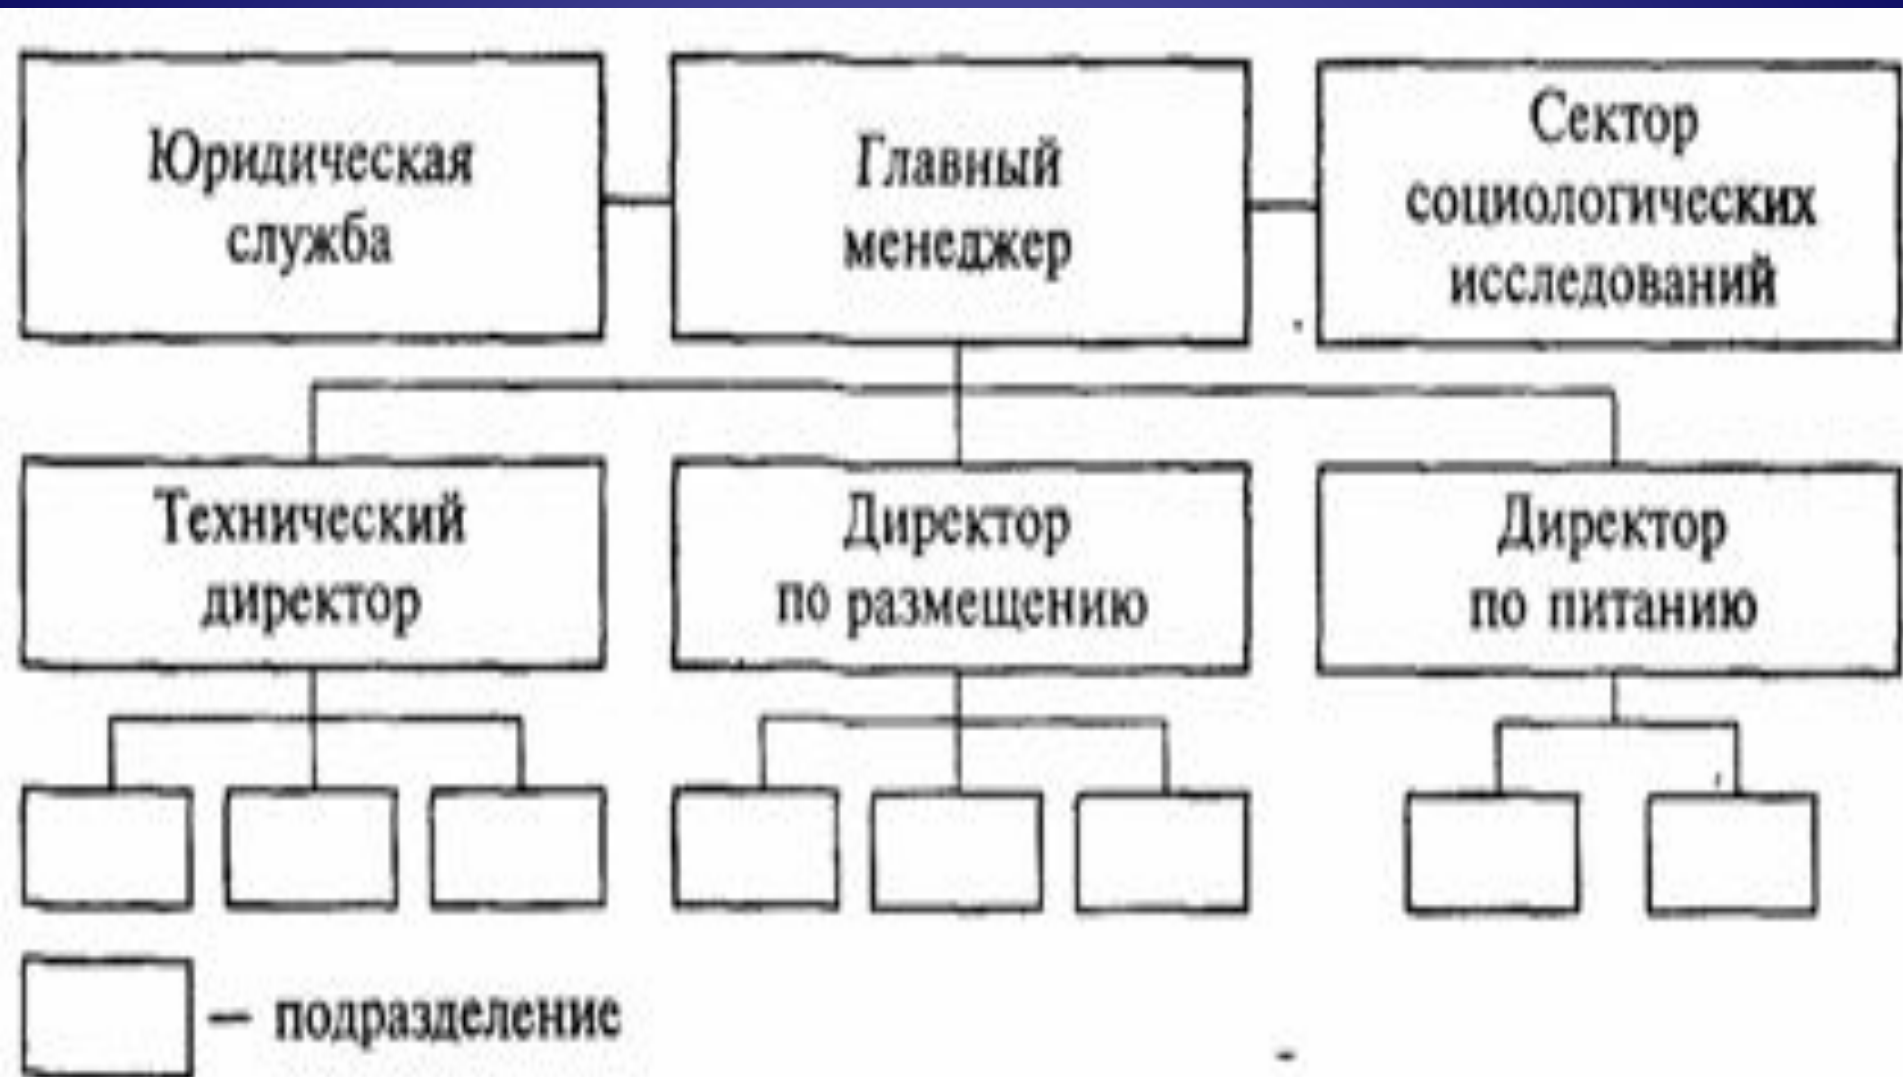 Юридическая
служба
Главный
менеджер
Сектор
социологических
исследований
Технический
директор
Директор
по размещению
Директор
по питанию
— подразделение